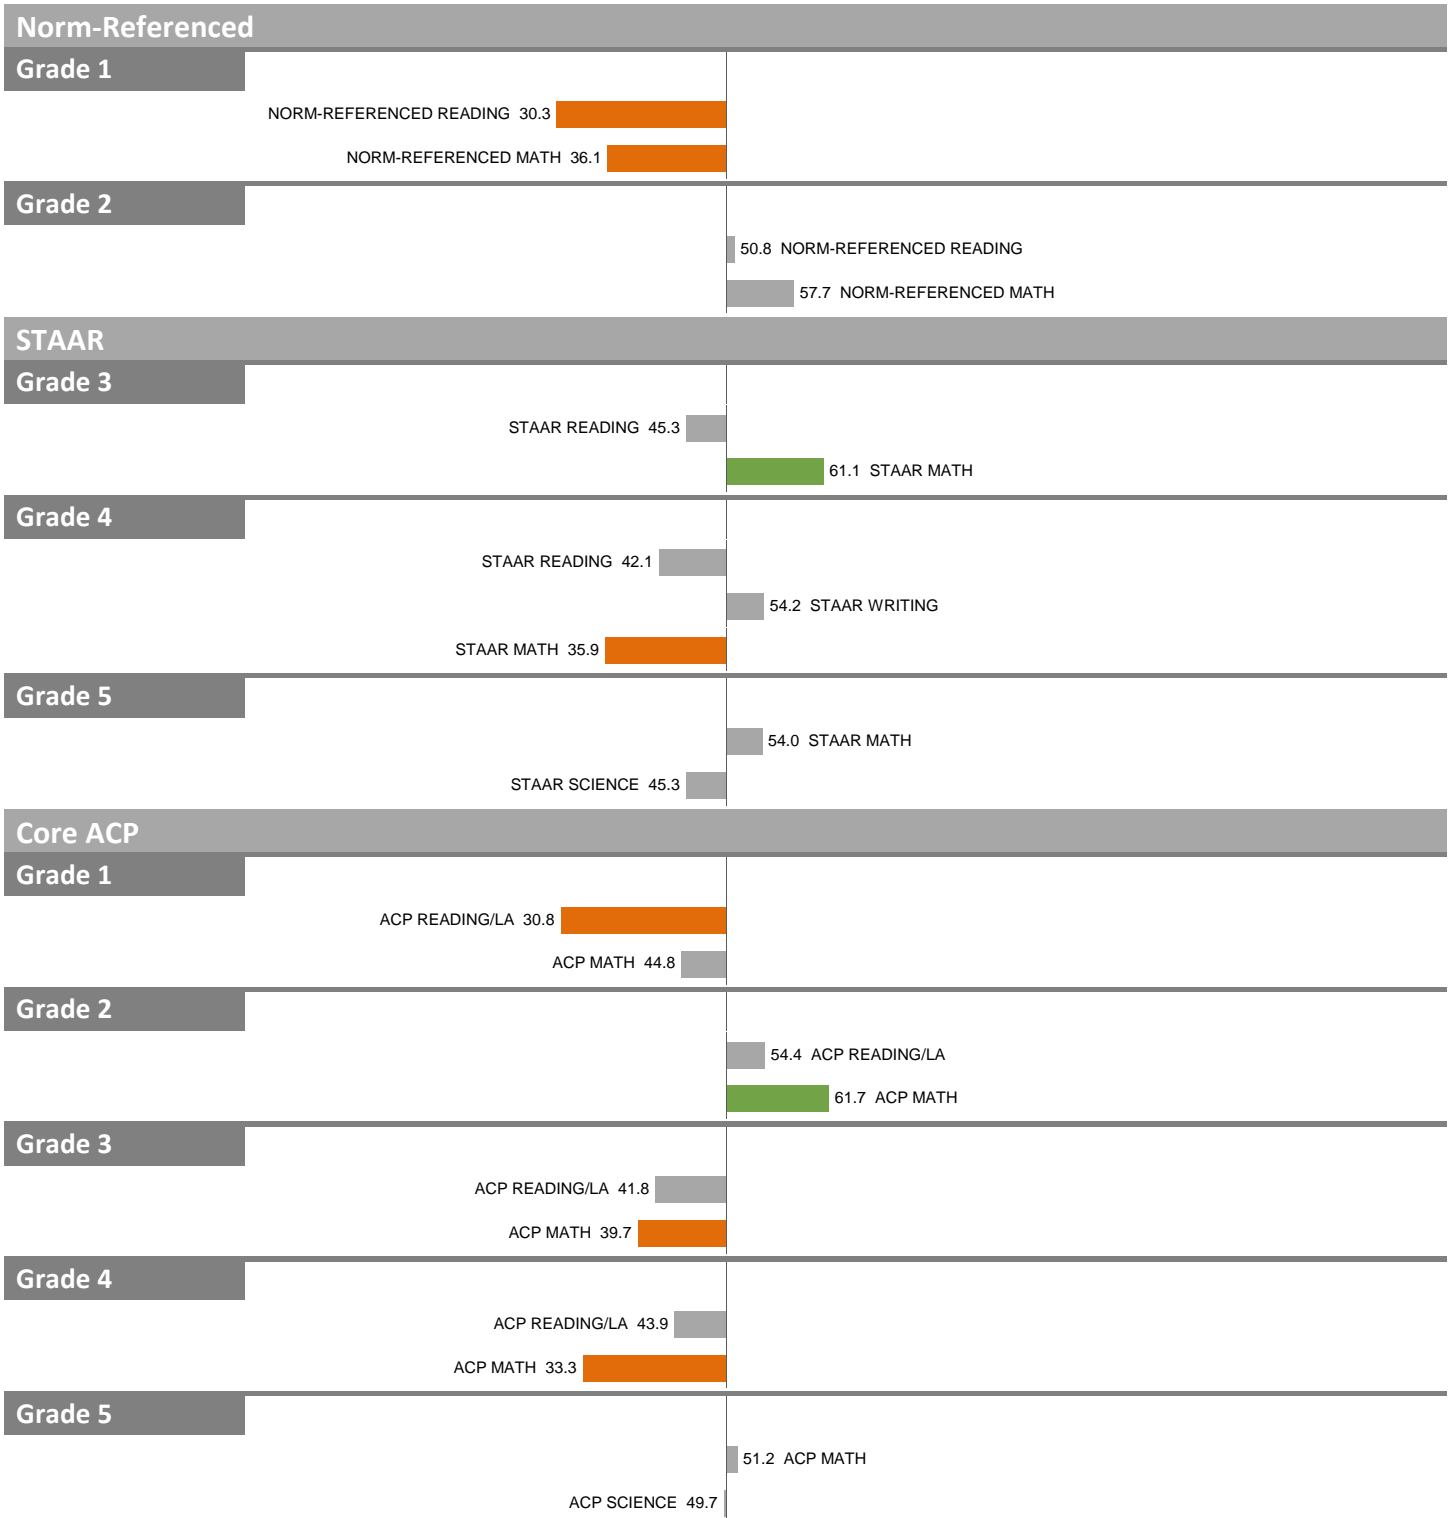 Norm-Referenced
Grade 1
NORM-REFERENCED READING 30.3
NORM-REFERENCED MATH 36.1
Grade 2
50.8 NORM-REFERENCED READING
57.7 NORM-REFERENCED MATH
STAAR
Grade 3
STAAR READING 45.3
61.1 STAAR MATH
Grade 4
STAAR READING 42.1
54.2 STAAR WRITING
STAAR MATH 35.9
Grade 5
54.0 STAAR MATH
STAAR SCIENCE 45.3
Core ACP
Grade 1
ACP READING/LA 30.8
ACP MATH 44.8
Grade 2
54.4 ACP READING/LA
61.7 ACP MATH
Grade 3
ACP READING/LA 41.8
ACP MATH 39.7
Grade 4
ACP READING/LA 43.9
ACP MATH 33.3
Grade 5
51.2 ACP MATH
ACP SCIENCE 49.7